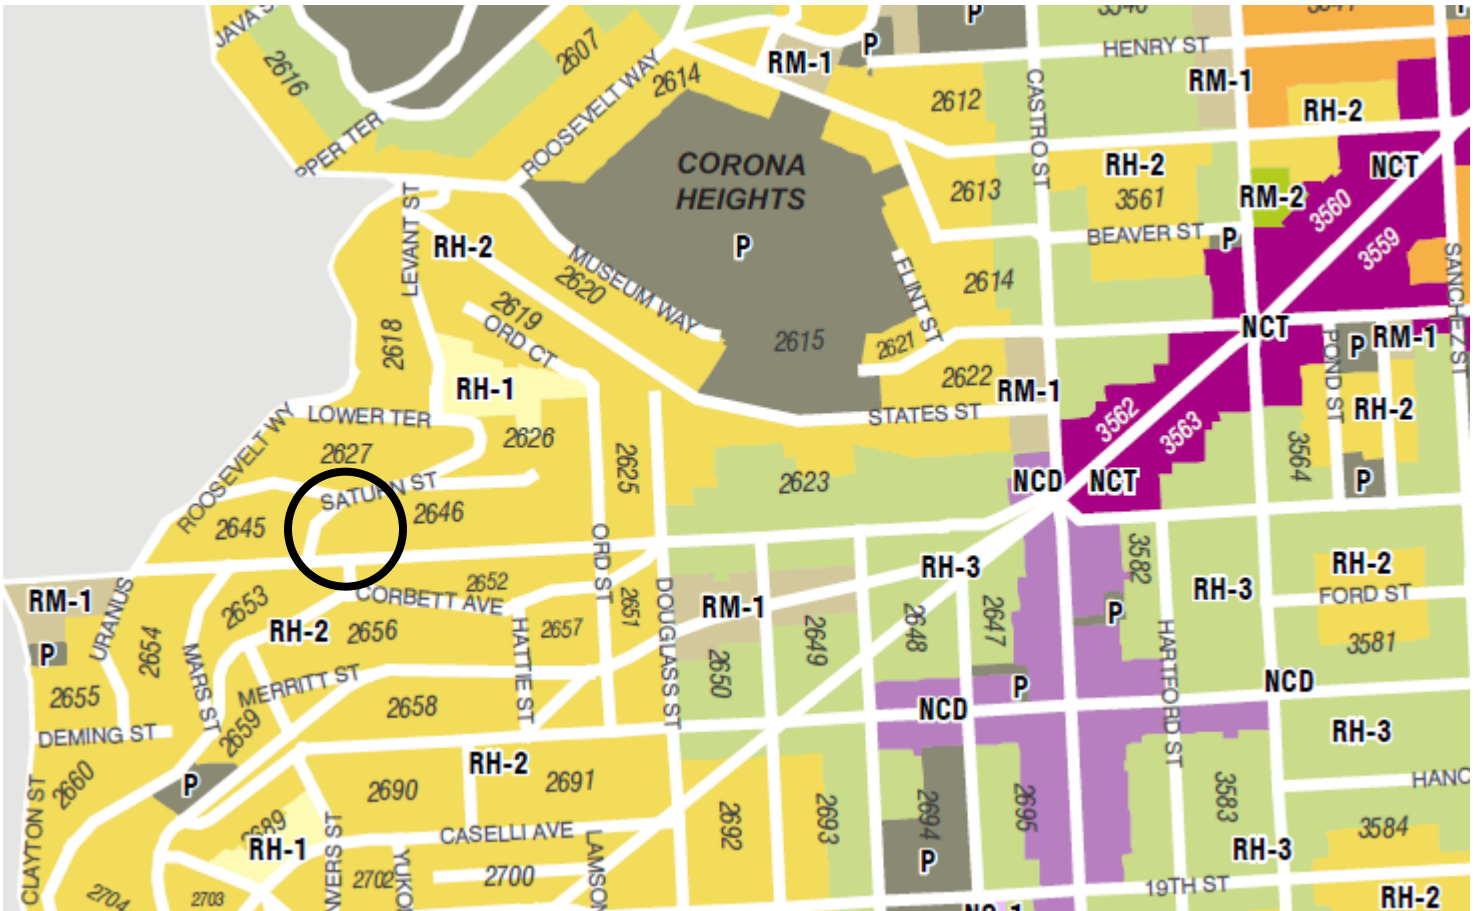 JAVA S
P
3540
3541
HENRY ST
2607
RM-1
P
2616
ROOSEVELT WAY
2614
RM-1
2612
CASTRO ST
RH-2
PPER TER
CORONA
HEIGHTS
P
RH-2
3561
NCT
2613
RM-2
3560
3559
BEAVER ST
P
LEVANT ST
RH-2
FLINT ST
SANCHEZ ST
MUSEUM WAY
2620
2614
2619
ORD CT
2618
2615
2621
NCT
POND ST
P
RM-1
2622
RM-1
RH-1
RH-2
STATES ST
3562
3563
3564
ROOSEVELT WY
LOWER TER
2626
2627
2625
2623
NCD
NCT
P
SATURN ST
2645
2646
ORD ST
3582
RH-3
RH-2
FORD ST
RH-3
RM-1
URANUS
2653
2652
CORBETT AVE
2651
DOUGLASS ST
RM-1
2648
2647
P
RH-2
2656
HATTIE ST
2657
2649
HARTFORD ST
3581
P
2654
MARS ST
2655
MERRITT ST
2650
P
NCD
2658
NCD
DEMING ST
2659
RH-3
2660
P
RH-2
2690
2691
HANC
CLAYTON ST
2692
2693
2694
2695
3583
3584
2689
RH-1
CASELLI AVE
P
RH-3
NVERS ST
2702
YUKO
2700
LAMSON
19TH ST
2704
2703
RH-2